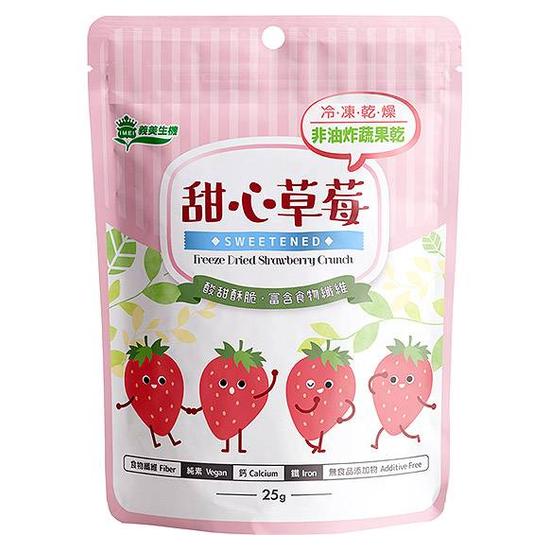 IMEI
義美生機
冷·凍·乾·燥
非油炸蔬果乾
甜心草莓
SWEETENED
Freeze Dried Strawberry Crunch
酸甜酥脆·富含食物纖維
食物纖維 Fiber
純素 Vegan
鈣 Calcium
鐵 Iron
無食品添加物 Additive Free
25g